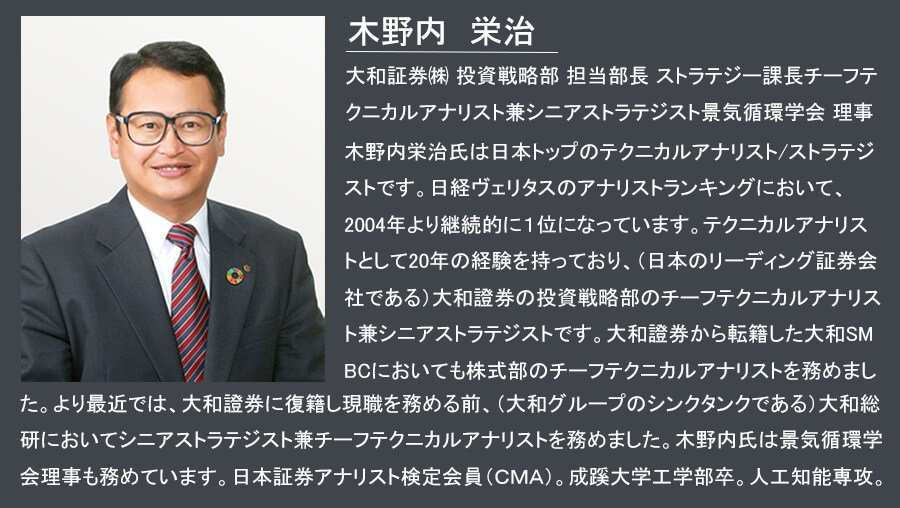 木野内　栄治
大和証券㈱ 投資戦略部 担当部長 ストラテジー課長チーフテ
クニカルアナリスト兼シニアストラテジスト景気循環学会 理事
木野内栄治氏は日本トップのテクニカルアナリスト/ストラテジ
ストです。日経ヴェリタスのアナリストランキングにおいて、
2004年より継続的に１位になっています。テクニカルアナリス
トとして20年の経験を持っており、（日本のリーディング証券会
社である）大和證券の投資戦略部のチーフテクニカルアナリス
ト兼シニアストラテジストです。大和證券から転籍した大和SM
BCにおいても株式部のチーフテクニカルアナリストを務めまし
た。より最近では、大和證券に復籍し現職を務める前、（大和グループのシンクタンクである）大和総
研においてシニアストラテジスト兼チーフテクニカルアナリストを務めました。木野内氏は景気循環学
会理事も務めています。日本証券アナリスト検定会員（ＣＭＡ）。成蹊大学工学部卒。人工知能専攻。